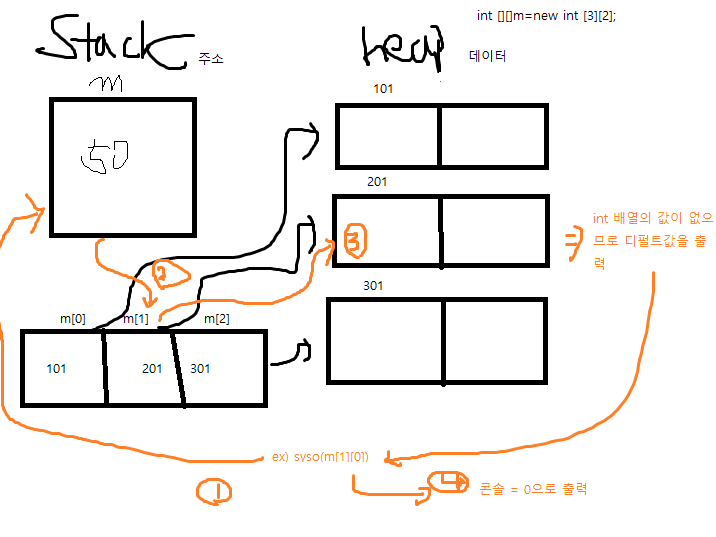 int [][]m=new int [3][2];
Stack 주소
heap 데이터
m
50
101
201
301
m[0] m[1] m[2]
101 201 301
int 배열의 값이 없으
므로 디펄트값을 출
력
ex) syso(m[1][0])
콘솔 = 0으로 출력
1
2
3
4